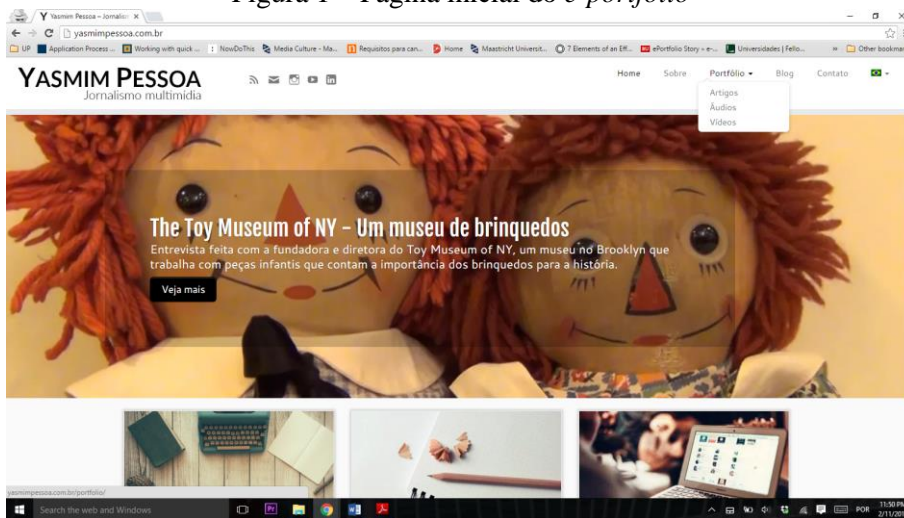 Figura 1 – Página inicial do e-portfolio
Yasmim Pessoa – Jornalism
yasmimpessoa.com.br
UP
Application Process ...
Working with quick ...
NowDoThis
Media Culture - Ma...
Requisitos para can...
Home
Maastricht Universit...
7 Elements of an Eff...
ePortfolio Story » e-...
Universidades | Fello...
Other bookmar
YASMIM PESSOA
Jornalismo multimídia
Home
Sobre
Portfólio
Blog
Contato
Artigos
Áudios
Vídeos
The Toy Museum of NY – Um museu de brinquedos
Entrevista feita com a fundadora e diretora do Toy Museum of NY, um museu no Brooklyn que
trabalha com peças infantis que contam a importância dos brinquedos para a história.
Veja mais
yasmimpessoa.com.br/portfolio/
Search the web and Windows
POR
11:50 PM
2/11/201